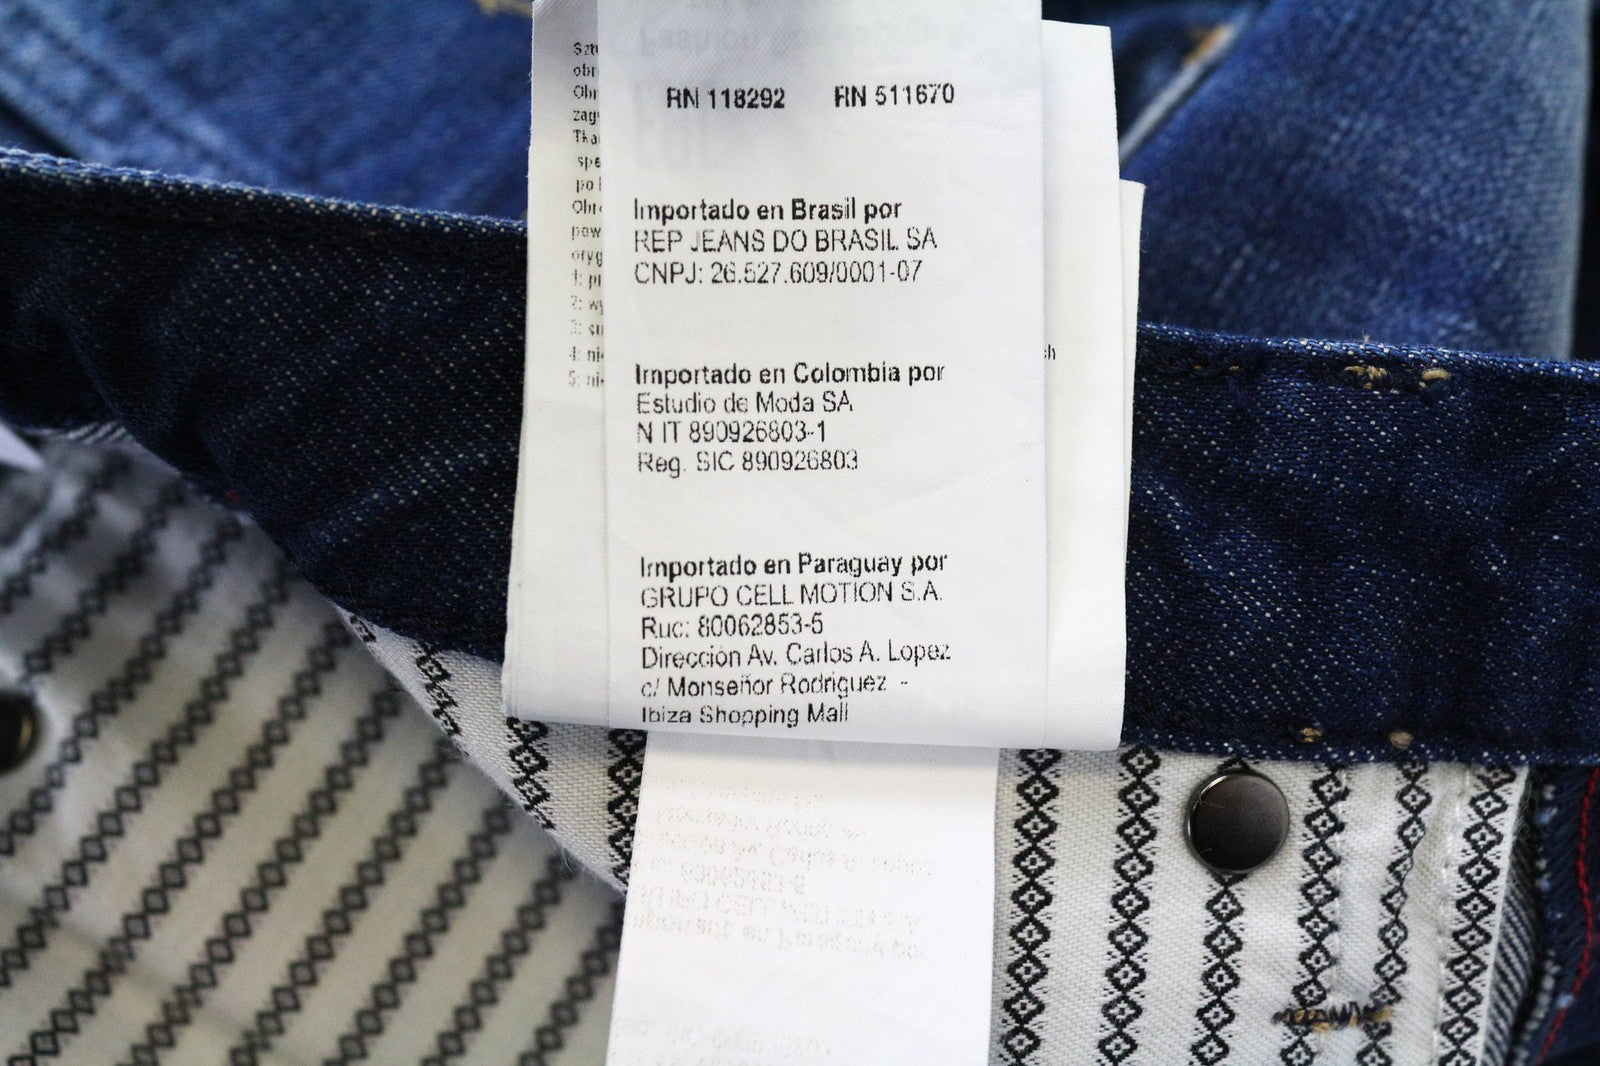 RN 118292 RN 511670
Importado en Brasil por
REP JEANS DO BRASIL SA
CNPJ: 26.527.609/0001-07
Importado en Colombia por
Estudio de Moda SA
N IT 890926803-1
Reg. SIC 890926803
Importado en Paraguay por
GRUPO CELL MOTION S.A.
Ruc: 80062853-5
Dirección Av. Carlos A. Lopez
c/ Monseñor Rodriguez -
Ibiza Shopping Mall